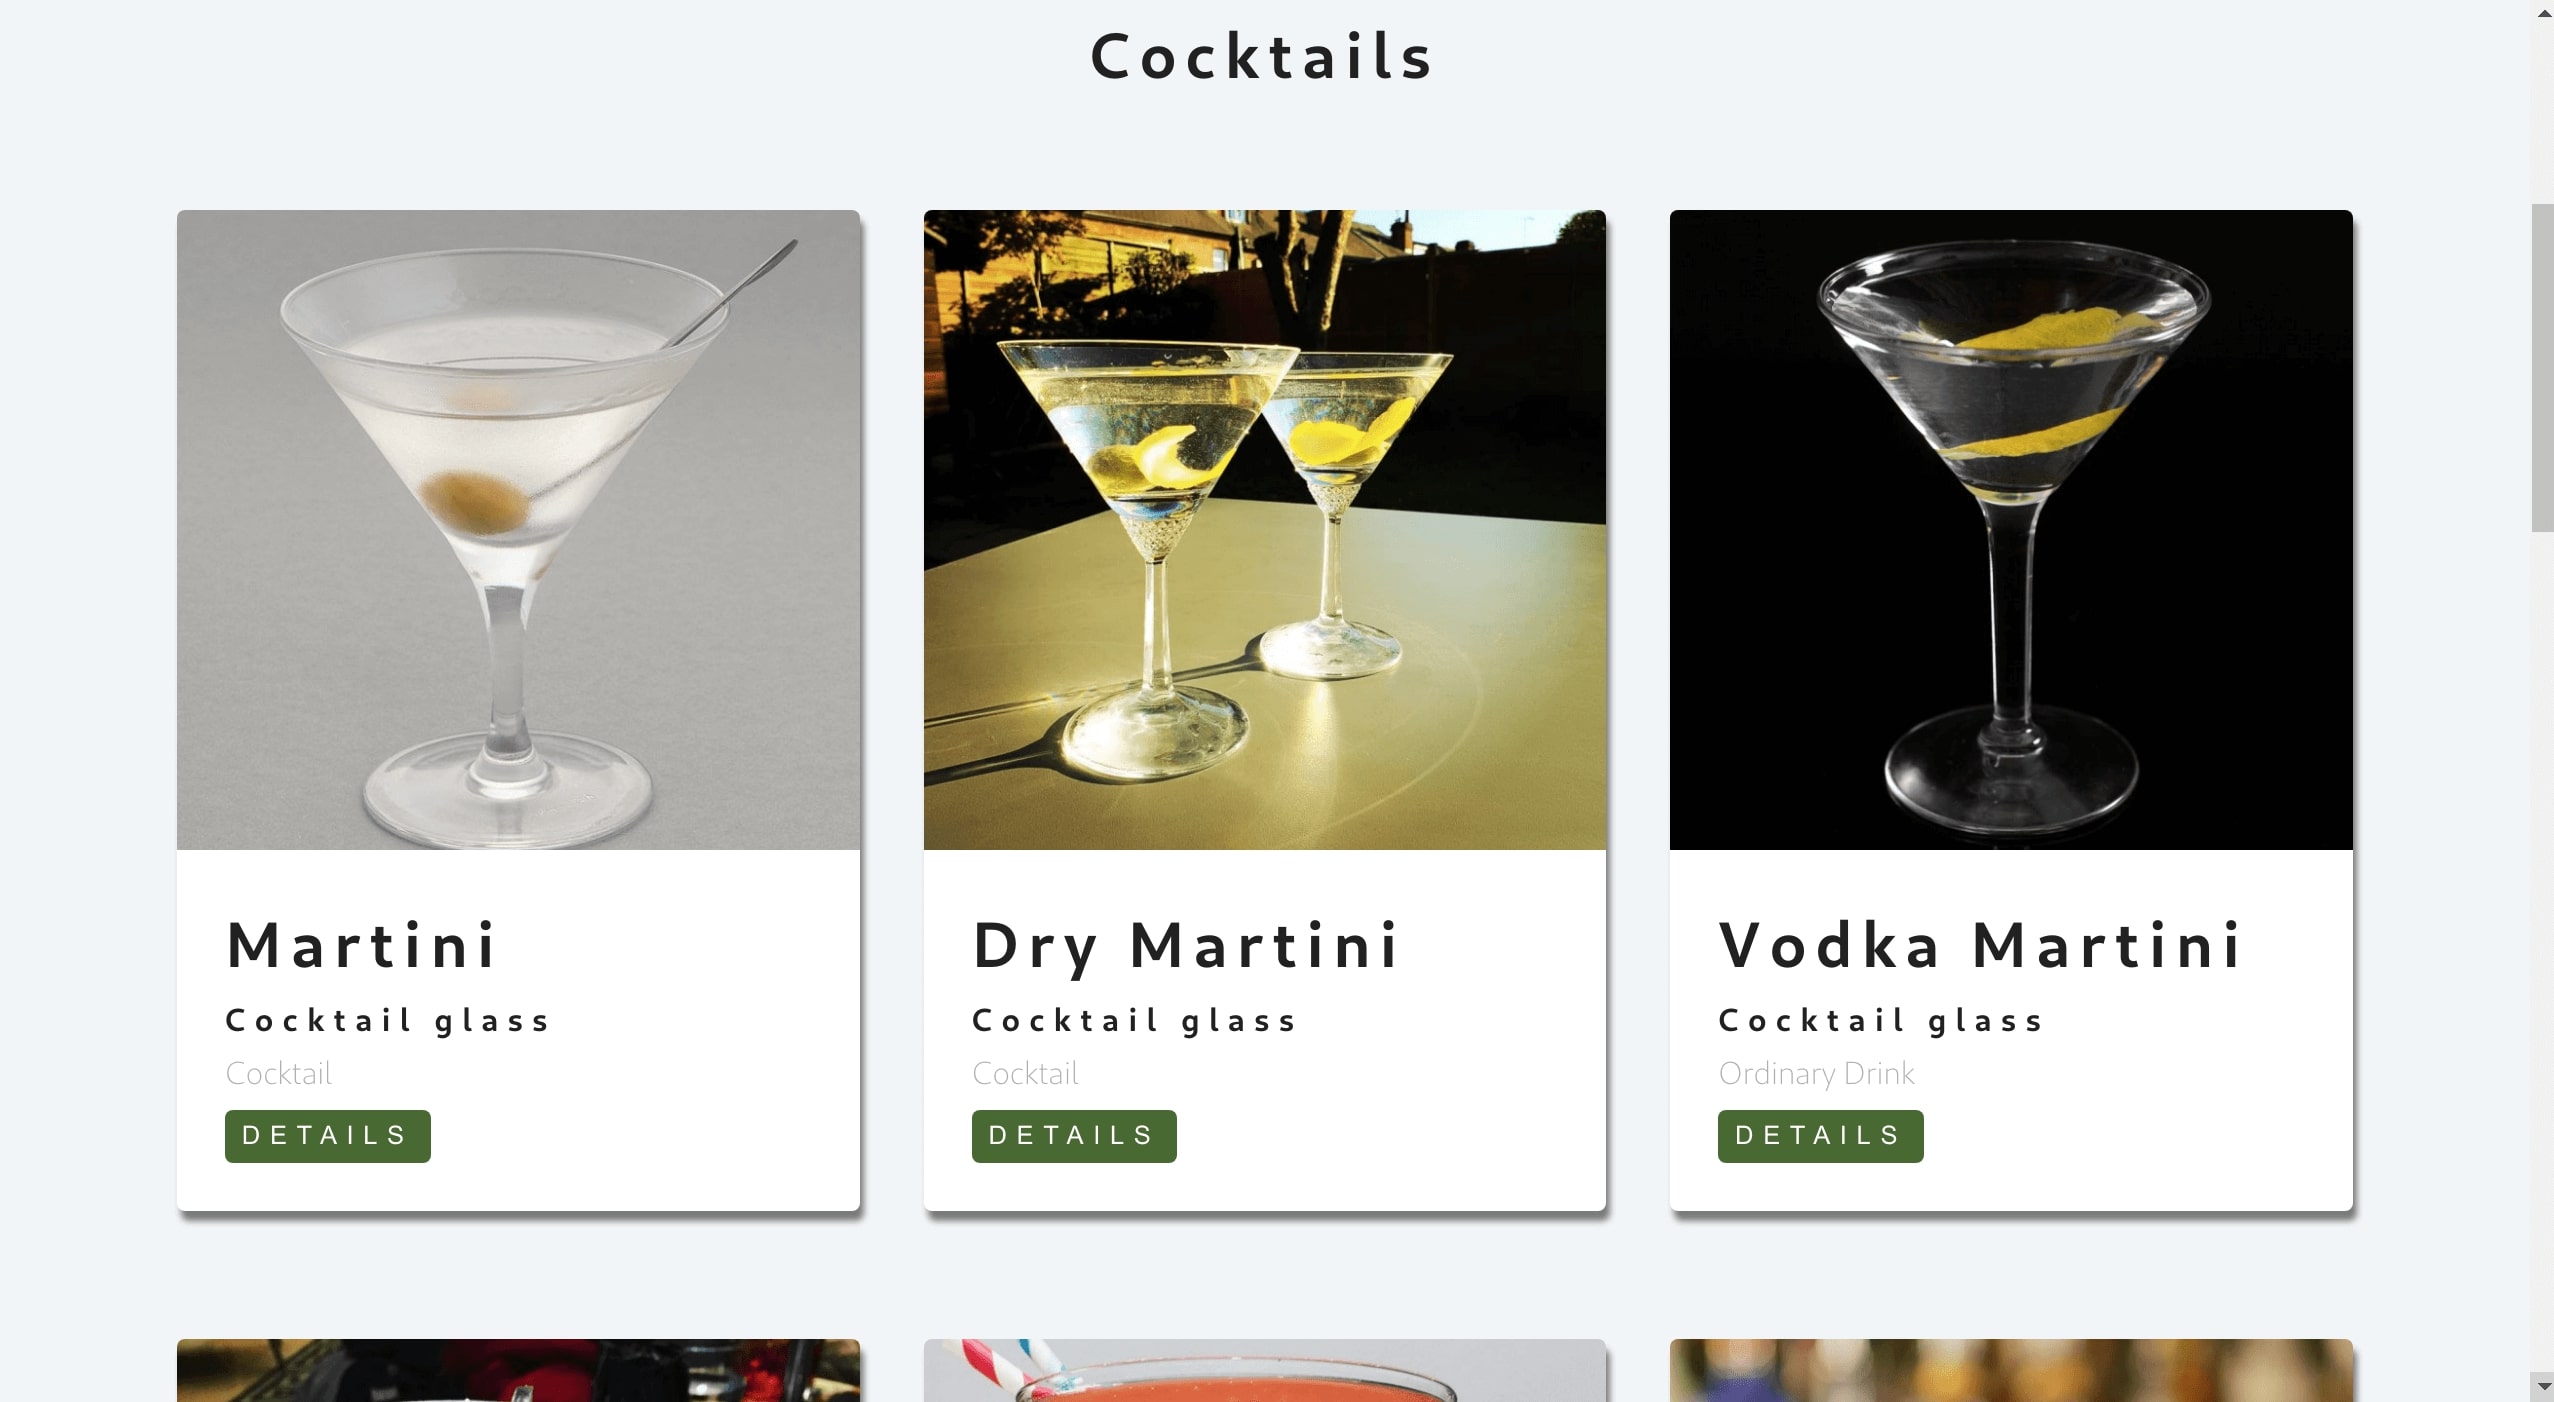 Cocktails
Martini
Cocktail glass
Cocktail
DETAILS
Dry Martini
Cocktail glass
Cocktail
DETAILS
Vodka Martini
Cocktail glass
Ordinary Drink
DETAILS